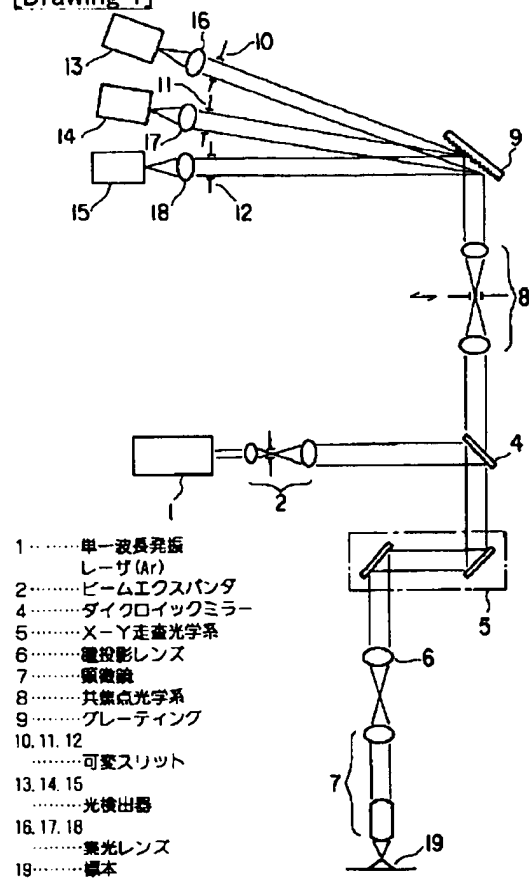 [Drawing 1]
16
10
13
11
14
17
9
15
18
12
8
4
1
2
5
6
7
19
1………単一波長発振
レーザ(Ar)
2………ビームエクスパンダ
4………ダイクロイックミラー
5………X-Y走査光学系
6………瞳投影レンズ
7………顕微鏡
8………共焦点光学系
9………グレーティング
10.11.12
………可変スリット
13.14.15
………光検出器
16.17.18
………集光レンズ
19………標本